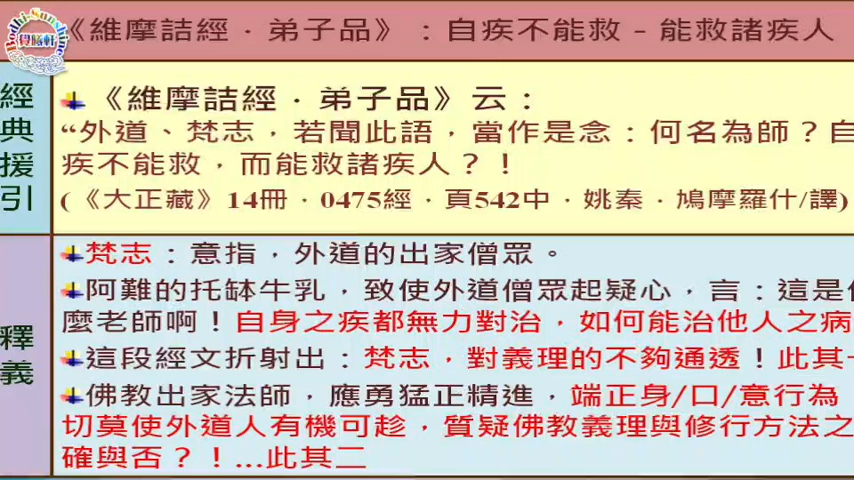 Bodhi-Sunshine
覺曦軒
《維摩詰經．弟子品》：自疾不能救－能救諸疾人
經典援引
《維摩詰經．弟子品》云：
“外道、梵志，若聞此語，當作是念：何名為師？自
疾不能救，而能救諸疾人？！
(《大正藏》14冊．0475經．頁542中．姚秦．鳩摩羅什/譯)
釋義
梵志：意指，外道的出家僧眾。
阿難的托缽牛乳，致使外道僧眾起疑心，言：這是什
麼老師啊！自身之疾都無力對治，如何能治他人之病
這段經文折射出：梵志，對義理的不夠通透！此其一
佛教出家法師，應勇猛正精進，端正身/口/意行為
切莫使外道人有機可趁，質疑佛教義理與修行方法之
確與否？！...此其二